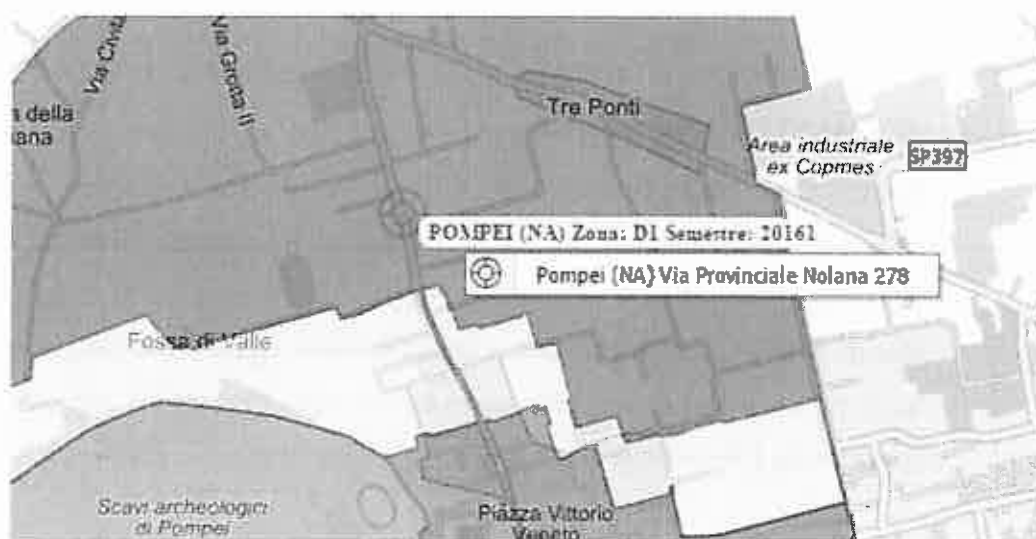 Via Civita
Via Grotta II
a della
iana
Tre Ponti
Area industriale
ex Copmes
SP397
POMPEI (NA) Zona: D1 Semestre: 20161
Pompei (NA) Via Provinciale Nolana 278
Fossa di Valle
Scavi archeologici
di Pompei
Piazza Vittorio
Veneto